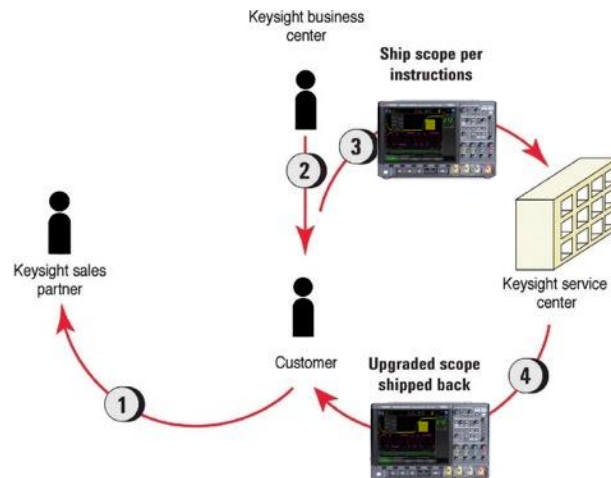 Keysight business
center
Ship scope per
instructions
3
2
Keysight sales
partner
Keysight service
center
Customer
Upgraded scope
shipped back
4
1